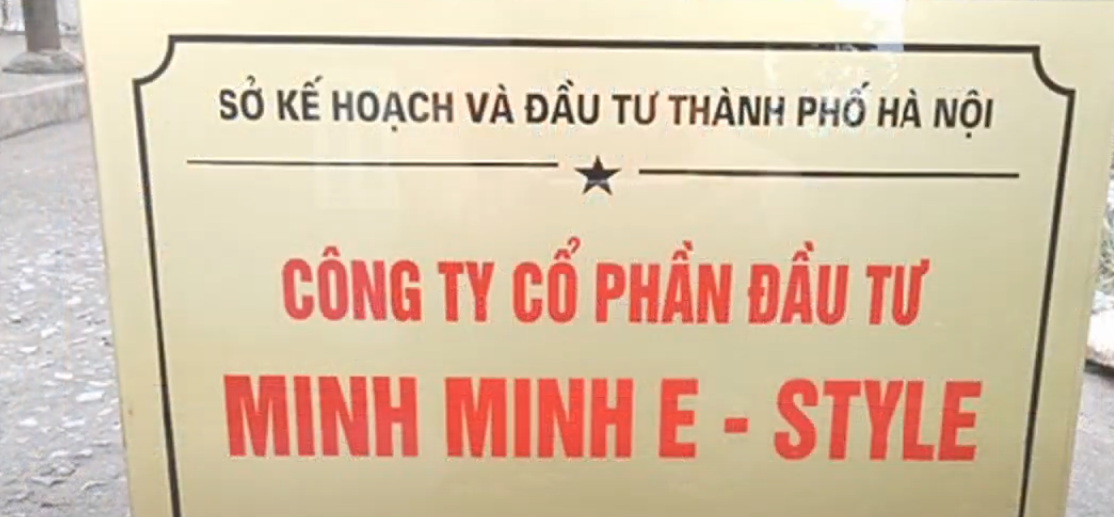 SỞ KẾ HOẠCH VÀ ĐẦU TƯ THÀNH PHỐ HÀ NỘI
CÔNG TY CỔ PHẦN ĐẦU TƯ
MINH MINH E - STYLE